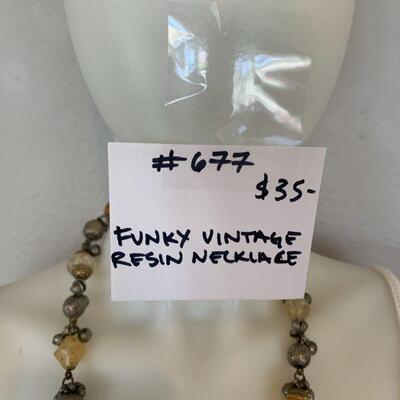 #677
$35-
FUNKY VINTAGE
RESIN NECKLACE